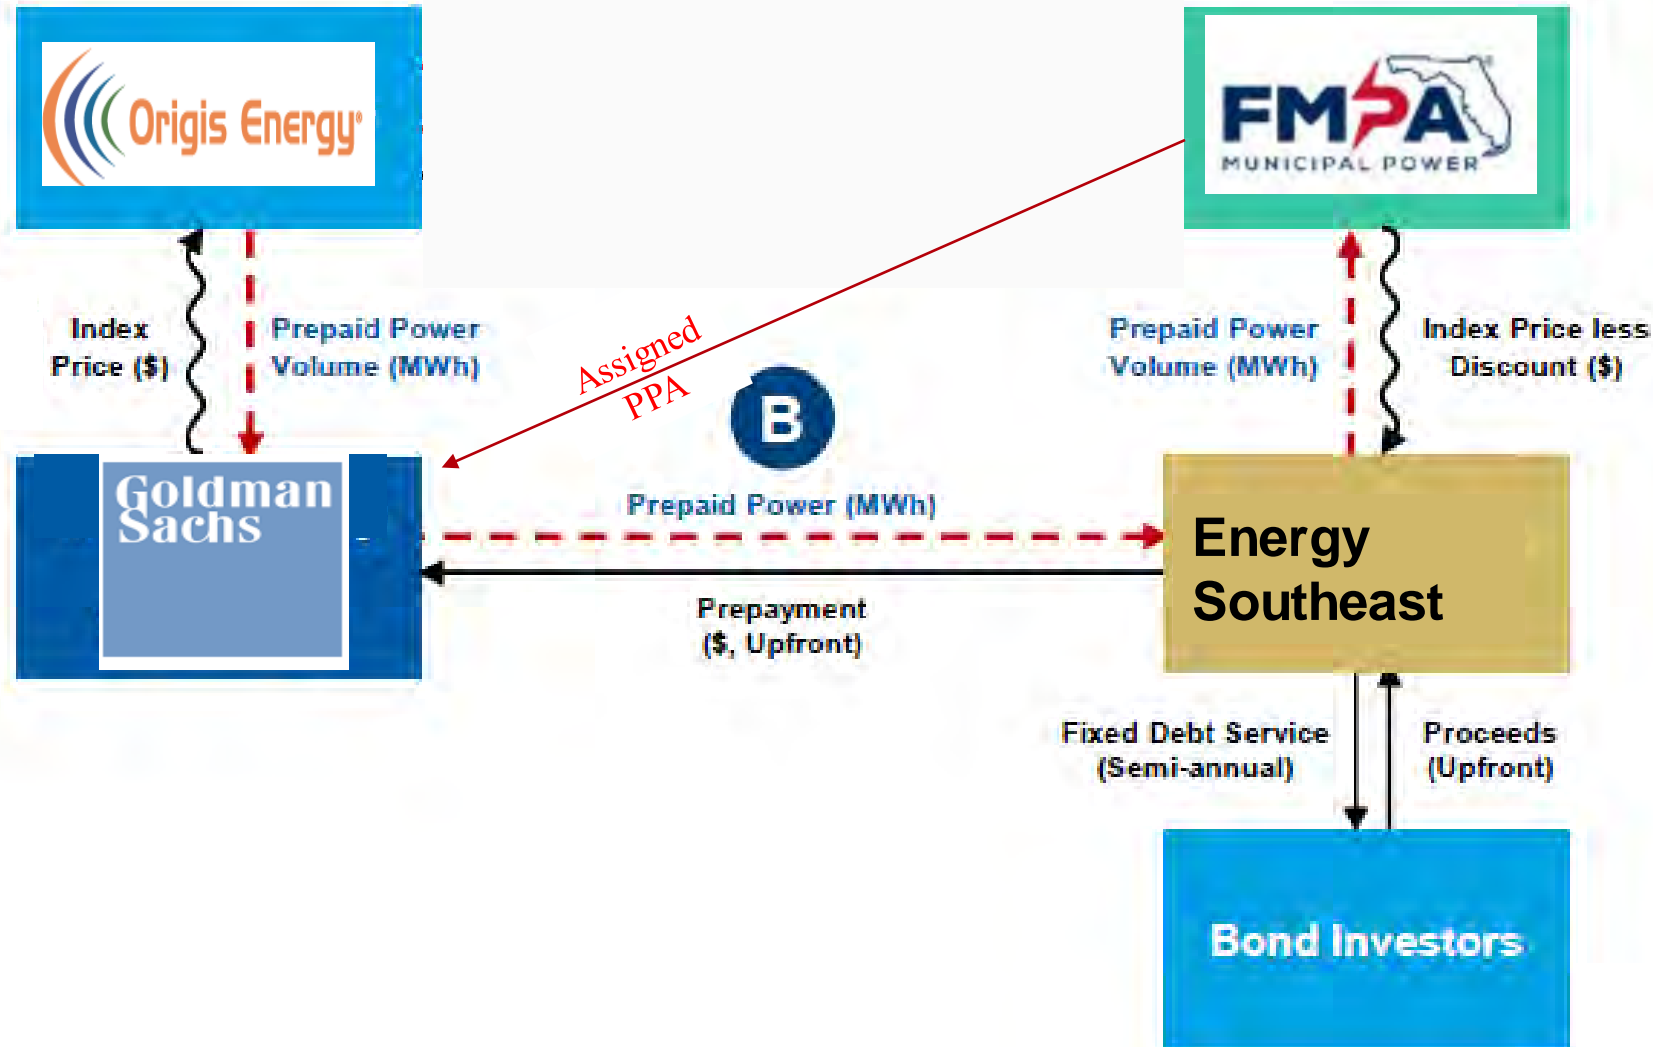 Origis Energy®
FMPA
MUNICIPAL POWER
Index
Price ($)
Prepaid Power
Volume (MWh)
Assigned
PPA
Prepaid Power
Volume (MWh)
Index Price less
Discount ($)
B
Goldman
Sachs
Prepaid Power (MWh)
Energy
Southeast
Prepayment
($, Upfront)
Fixed Debt Service
(Semi-annual)
Proceeds
(Upfront)
Bond Investors